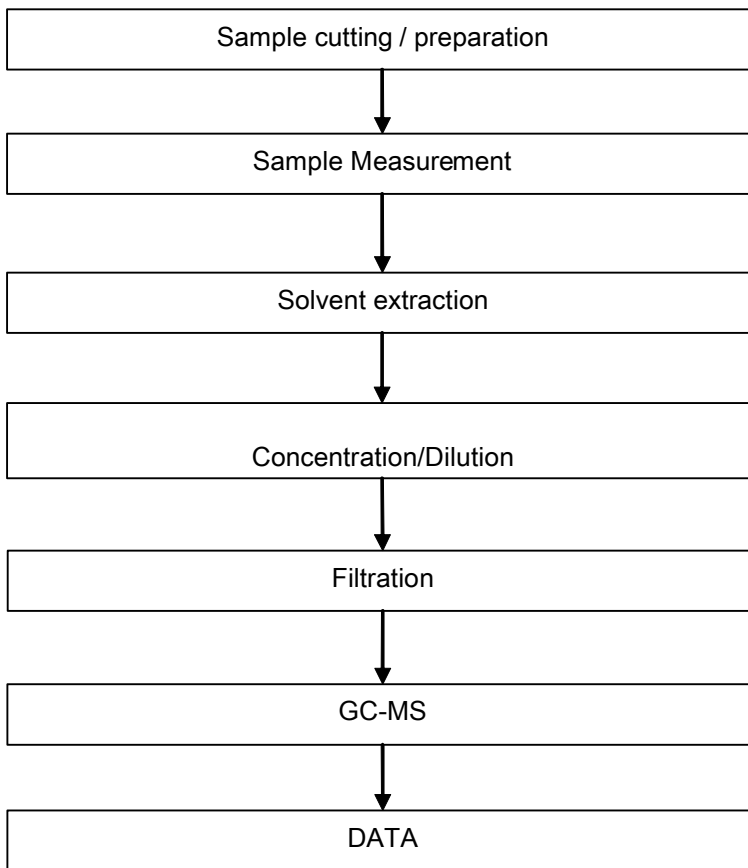 Sample cutting / preparation
Sample Measurement
Solvent extraction
Concentration/Dilution
Filtration
GC-MS
DATA